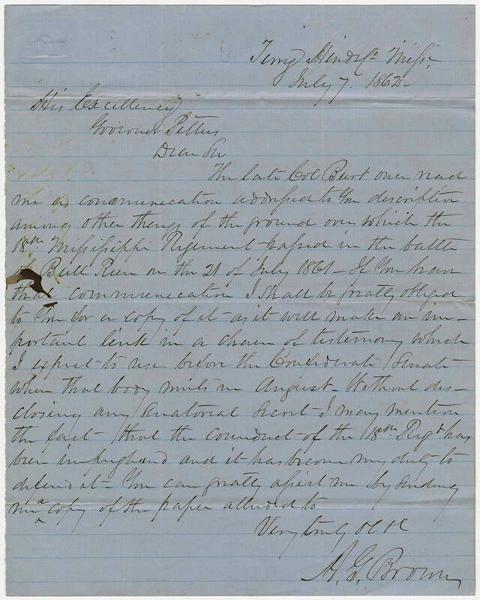 Terry Hinds Co Missi,
July 7. 1862-
His Excellency
Governor Pettus
Dear Sir
The late Col Burt once read
me a communication addressed to you descriptive
among other things of the ground over which the
18th Mississippi Regiment passed in the battle
Bull Run on the 21 of July 1861- If you have
that communication I shall be greatly obliged
to you for a copy of it- as it will make an im-
portant link in a chain of testimony which
I expect to use before the Confederate Senate
when that body meets in August. Without dis-
closing any Senatorial Secret- I may mention
the fact- that the conduct of the 18th Regt has
been impugned and it has become my duty to
defend it- You can greatly assist me by sending
me a copy of the paper alluded to
Very truly
A. G. Brown